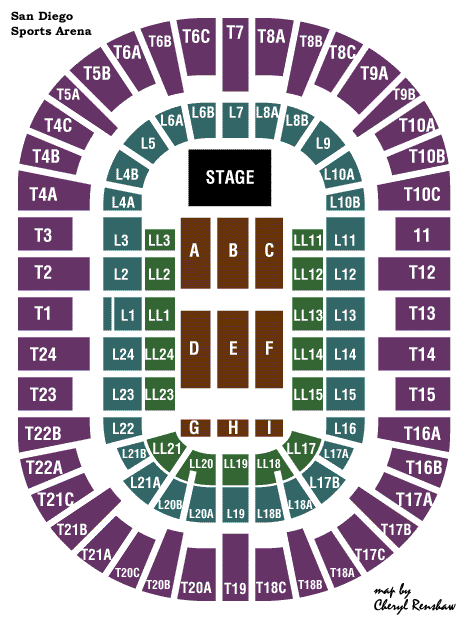 San Diego
Sports Arena
T6B T6C T7 T8A T8B
T6A T8C
T5B T9A
T5A T9B
T4C T10A
T4B T10B
T4A T10C
L6A L6B L7 L8A L8B
L5 L9
L4B L10A
L4A L10B
STAGE
T3 L3 LL3 A B C LL11 L11 11
T2 L2 LL2 LL12 L12 T12
T1 L1 LL1 LL13 L13 T13
T24 L24 LL24 D E F LL14 L14 T14
T23 L23 LL23 LL15 L15 T15
T22B L22 G H I L16 T16A
T22A L21B LL21 LL20 LL19 LL18 LL17 L17A T16B
T21C L21A L17B T17A
L20B L20A L19 L18B L18A
T21B T17B
T21A T17C
T20C T20B T20A T19 T18C T18B T18A
map by
Cheryl Renshaw